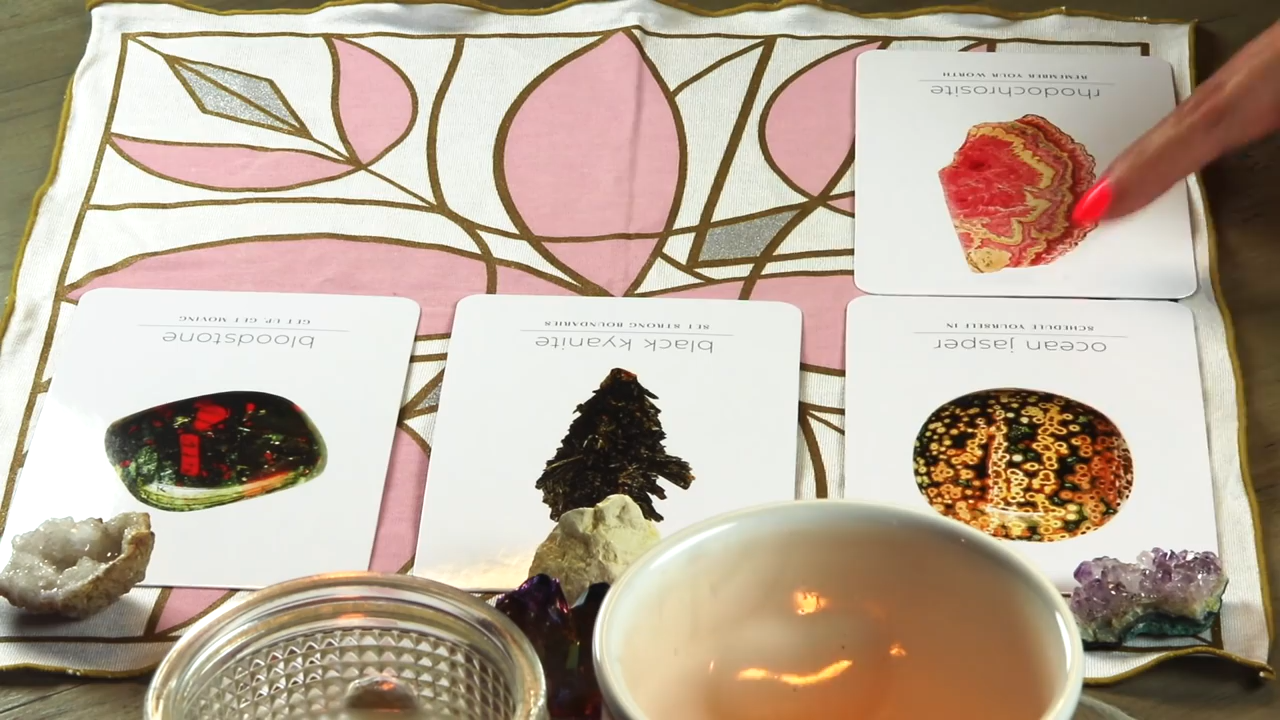 rhodochrosite
REMEMBER YOUR WORTH
bloodstone
GET UP, GET MOVING
black kyanite
SET STRONG BOUNDARIES
ocean jasper
SCHEDULE YOURSELF IN